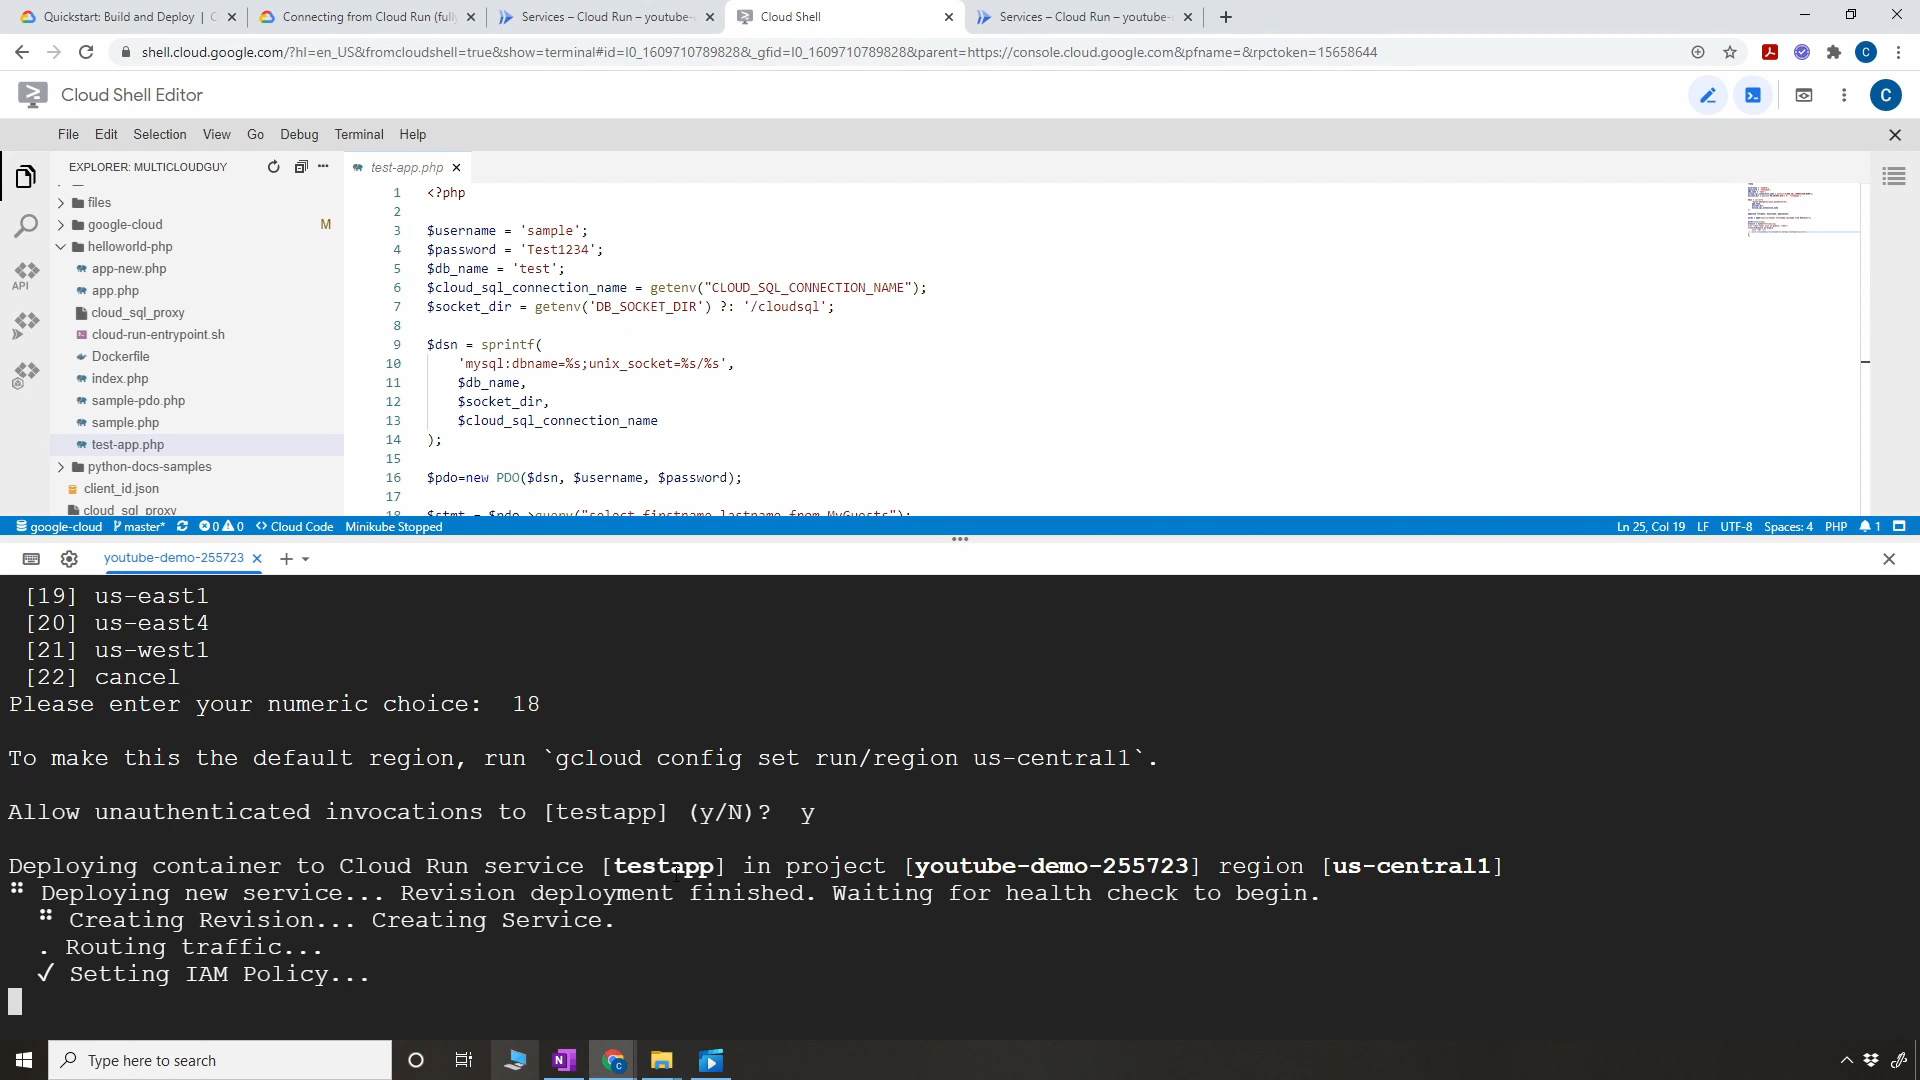 Quickstart: Build and Deploy | C
Connecting from Cloud Run (fully
Services – Cloud Run – youtube-
Cloud Shell
Services – Cloud Run – youtube-
shell.cloud.google.com/?hl=en_US&fromcloudshell=true&show=terminal#id=I0_1609710789828&_gfid=I0_1609710789828&parent=https://console.cloud.google.com&pfname=&rpctoken=15658644
C
Cloud Shell Editor
C
File Edit Selection View Go Debug Terminal Help
EXPLORER: MULTICLOUDGUY
test-app.php
files
google-cloud M
helloworld-php
app-new.php
app.php
cloud_sql_proxy
cloud-run-entrypoint.sh
Dockerfile
index.php
sample-pdo.php
sample.php
test-app.php
python-docs-samples
client_id.json
cloud_sql_proxy
API
1 <?php
2
3 $username = 'sample';
4 $password = 'Test1234';
5 $db_name = 'test';
6 $cloud_sql_connection_name = getenv("CLOUD_SQL_CONNECTION_NAME");
7 $socket_dir = getenv('DB_SOCKET_DIR') ?: '/cloudsql';
8
9 $dsn = sprintf(
10 'mysql:dbname=%s;unix_socket=%s/%s',
11 $db_name,
12 $socket_dir,
13 $cloud_sql_connection_name
14 );
15
16 $pdo=new PDO($dsn, $username, $password);
17
18 $stmt = $pdo->query("select firstname,lastname from MyGuests");
google-cloud master* 0 0 Cloud Code Minikube Stopped
Ln 25, Col 19 LF UTF-8 Spaces: 4 PHP 1
youtube-demo-255723
[19] us-east1
[20] us-east4
[21] us-west1
[22] cancel
Please enter your numeric choice:  18
To make this the default region, run `gcloud config set run/region us-central1`.
Allow unauthenticated invocations to [testapp] (y/N)?  y
Deploying container to Cloud Run service [testapp] in project [youtube-demo-255723] region [us-central1]
⠛ Deploying new service... Revision deployment finished. Waiting for health check to begin.
⠛ Creating Revision... Creating Service.
. Routing traffic...
✓ Setting IAM Policy...
Type here to search